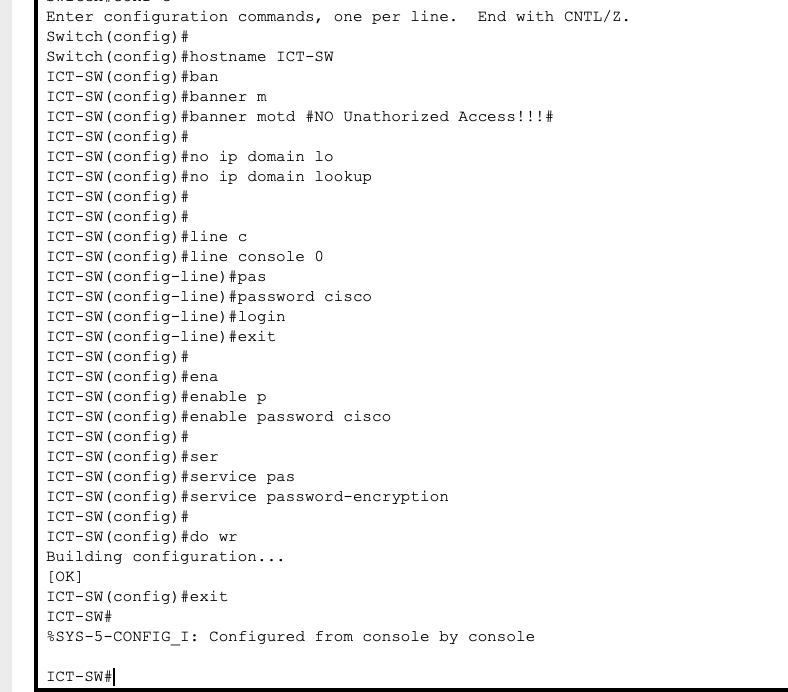 Enter configuration commands, one per line.  End with CNTL/Z.
Switch(config)#
Switch(config)#hostname ICT-SW
ICT-SW(config)#ban
ICT-SW(config)#banner m
ICT-SW(config)#banner motd #NO Unathorized Access!!!#
ICT-SW(config)#
ICT-SW(config)#no ip domain lo
ICT-SW(config)#no ip domain lookup
ICT-SW(config)#
ICT-SW(config)#
ICT-SW(config)#line c
ICT-SW(config)#line console 0
ICT-SW(config-line)#pas
ICT-SW(config-line)#password cisco
ICT-SW(config-line)#login
ICT-SW(config-line)#exit
ICT-SW(config)#
ICT-SW(config)#ena
ICT-SW(config)#enable p
ICT-SW(config)#enable password cisco
ICT-SW(config)#
ICT-SW(config)#ser
ICT-SW(config)#service pas
ICT-SW(config)#service password-encryption
ICT-SW(config)#
ICT-SW(config)#do wr
Building configuration...
[OK]
ICT-SW(config)#exit
ICT-SW#
%SYS-5-CONFIG_I: Configured from console by console
ICT-SW#